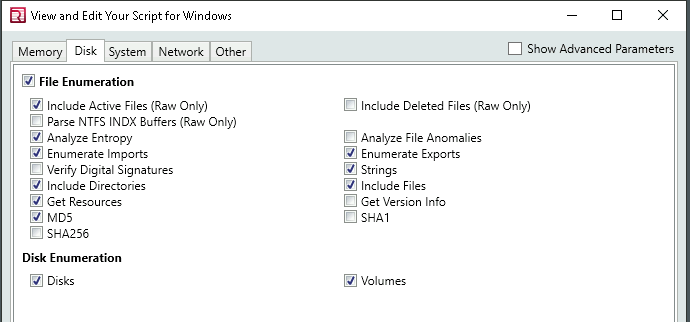 View and Edit Your Script for Windows
Memory Disk System Network Other
Show Advanced Parameters
File Enumeration
Include Active Files (Raw Only) Include Deleted Files (Raw Only)
Parse NTFS INDX Buffers (Raw Only)
Analyze Entropy Analyze File Anomalies
Enumerate Imports Enumerate Exports
Verify Digital Signatures Strings
Include Directories Include Files
Get Resources Get Version Info
MD5 SHA1
SHA256
Disk Enumeration
Disks Volumes